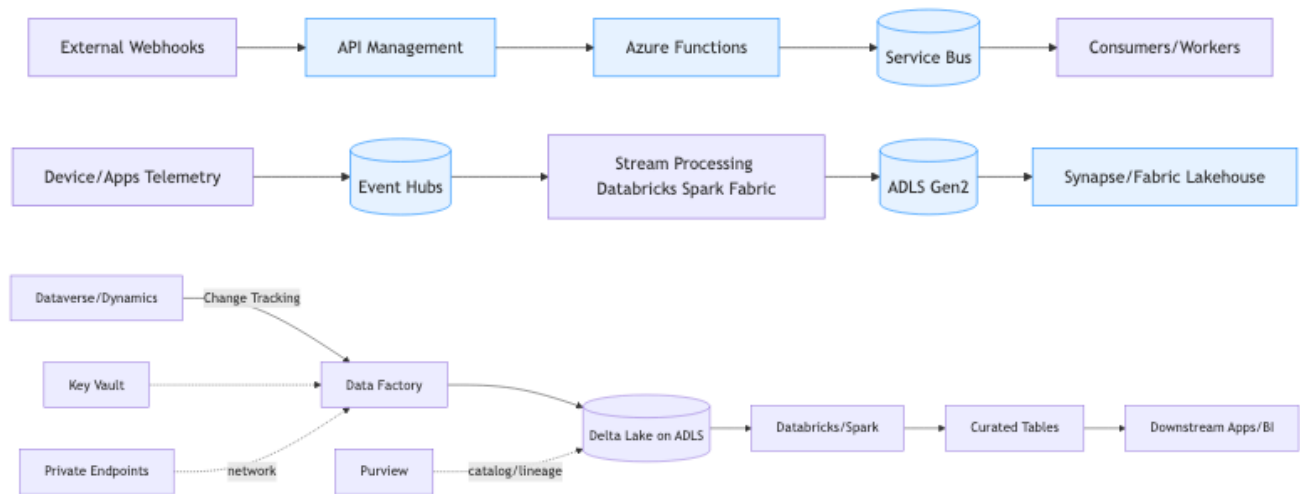 External Webhooks
API Management
Azure Functions
Service Bus
Consumers/Workers
Device/Apps Telemetry
Event Hubs
Stream Processing
Databricks Spark Fabric
ADLS Gen2
Synapse/Fabric Lakehouse
Dataverse/Dynamics
Change Tracking
Key Vault
Data Factory
Private Endpoints
network
Purview
catalog/lineage
Delta Lake on ADLS
Databricks/Spark
Curated Tables
Downstream Apps/BI